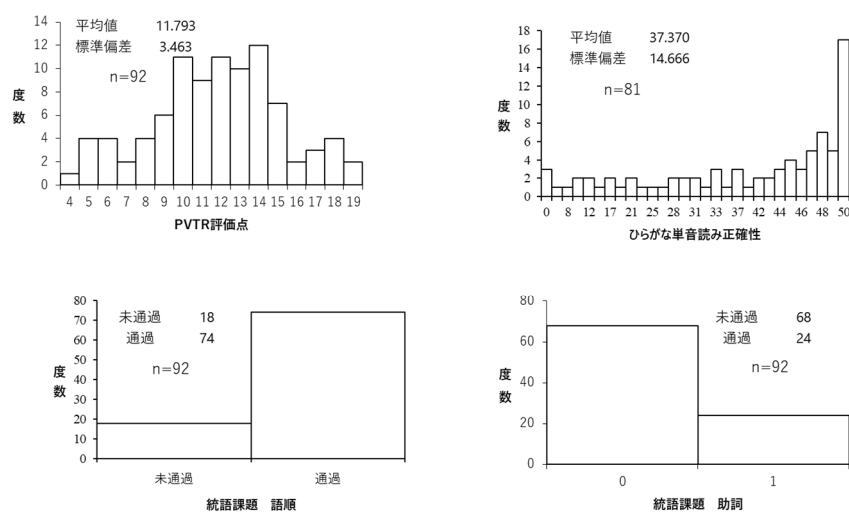 平均値 11.793
標準偏差 3.463
n=92
度数
14
12
10
8
6
4
2
0
4 5 6 7 8 9 10 11 12 13 14 15 16 17 18 19
PVTR評価点
平均値 37.370
標準偏差 14.666
n=81
度数
18
16
14
12
10
8
6
4
2
0
0 8 12 17 21 25 28 31 33 37 42 44 46 48 50
ひらがな単音読み正確性
未通過 18
通過 74
n=92
度数
80
70
60
50
40
30
20
10
0
未通過 通過
統語課題 語順
未通過 68
通過 24
n=92
度数
80
60
40
20
0
0 1
統語課題 助詞